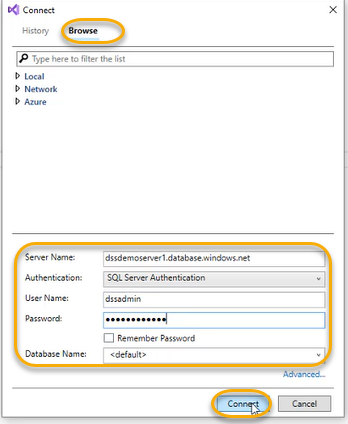 Connect
History Browse
Type here to filter the list
Local
Network
Azure
Server Name: dssdemoserver1.database.windows.net
Authentication: SQL Server Authentication
User Name: dssadmin
Password: ••••••••••••
Remember Password
Database Name: <default>
Advanced...
Connect Cancel